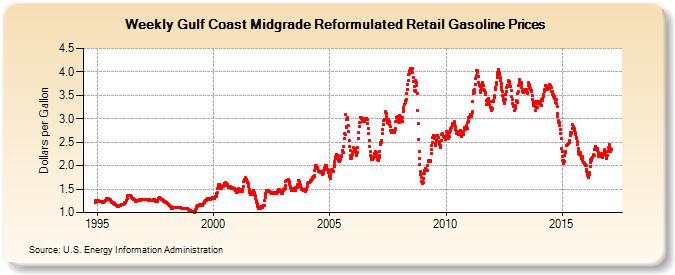 Weekly Gulf Coast Midgrade Reformulated Retail Gasoline Prices
Dollars per Gallon
4.5
4.0
3.5
3.0
2.5
2.0
1.5
1.0
1995 2000 2005 2010 2015
Source: U.S. Energy Information Administration